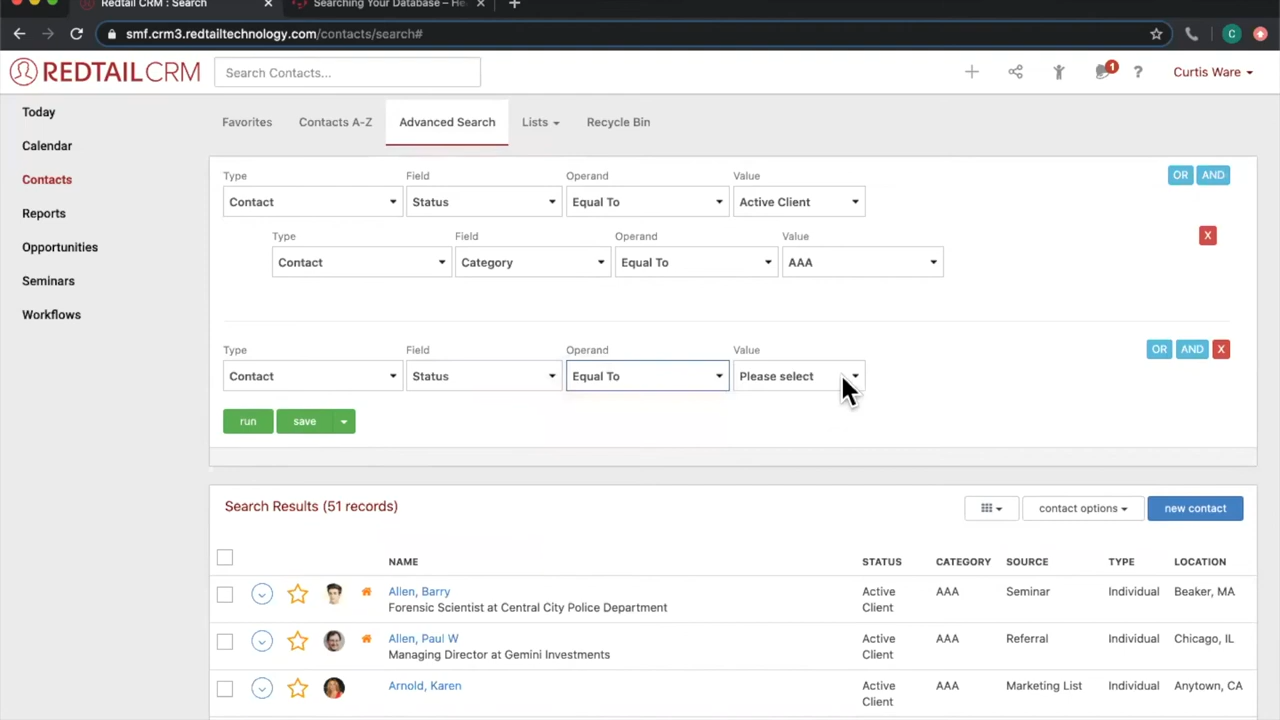 Redtail CRM : Search
Searching Your Database – He
smf.crm3.redtailtechnology.com/contacts/search#
C
REDTAILCRM
Search Contacts...
1
?
Curtis Ware
Today
Calendar
Contacts
Reports
Opportunities
Seminars
Workflows
Favorites
Contacts A-Z
Advanced Search
Lists
Recycle Bin
Type Field Operand Value
OR AND
Contact Status Equal To Active Client
Type Field Operand Value
X
Contact Category Equal To AAA
Type Field Operand Value
OR AND X
Contact Status Equal To Please select
run save
Search Results (51 records)
contact options
new contact
NAME STATUS CATEGORY SOURCE TYPE LOCATION
Allen, Barry Active AAA Seminar Individual Beaker, MA
Forensic Scientist at Central City Police Department Client
Allen, Paul W Active AAA Referral Individual Chicago, IL
Managing Director at Gemini Investments Client
Arnold, Karen Active AAA Marketing List Individual Anytown, CA
Client